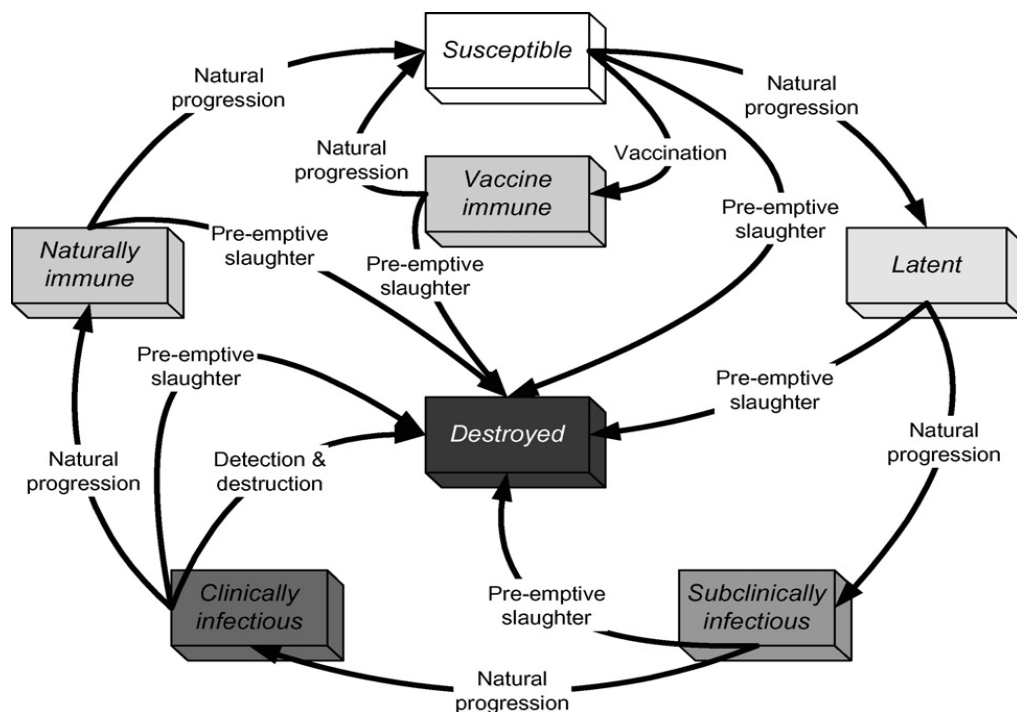 Susceptible
Natural
progression
Natural
progression
Natural
progression
Vaccination
Vaccine
immune
Pre-emptive
slaughter
Pre-emptive
slaughter
Pre-emptive
slaughter
Naturally
immune
Latent
Pre-emptive
slaughter
Pre-emptive
slaughter
Destroyed
Natural
progression
Detection &
destruction
Natural
progression
Clinically
infectious
Pre-emptive
slaughter
Subclinically
infectious
Natural
progression